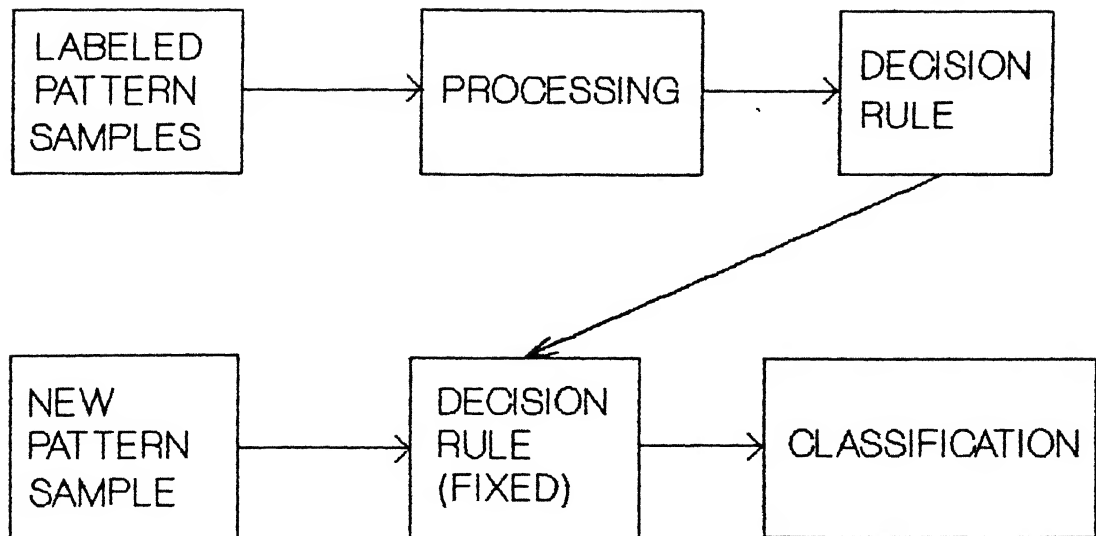 LABELED
PATTERN
SAMPLES
PROCESSING
DECISION
RULE
NEW
PATTERN
SAMPLE
DECISION
RULE
(FIXED)
CLASSIFICATION